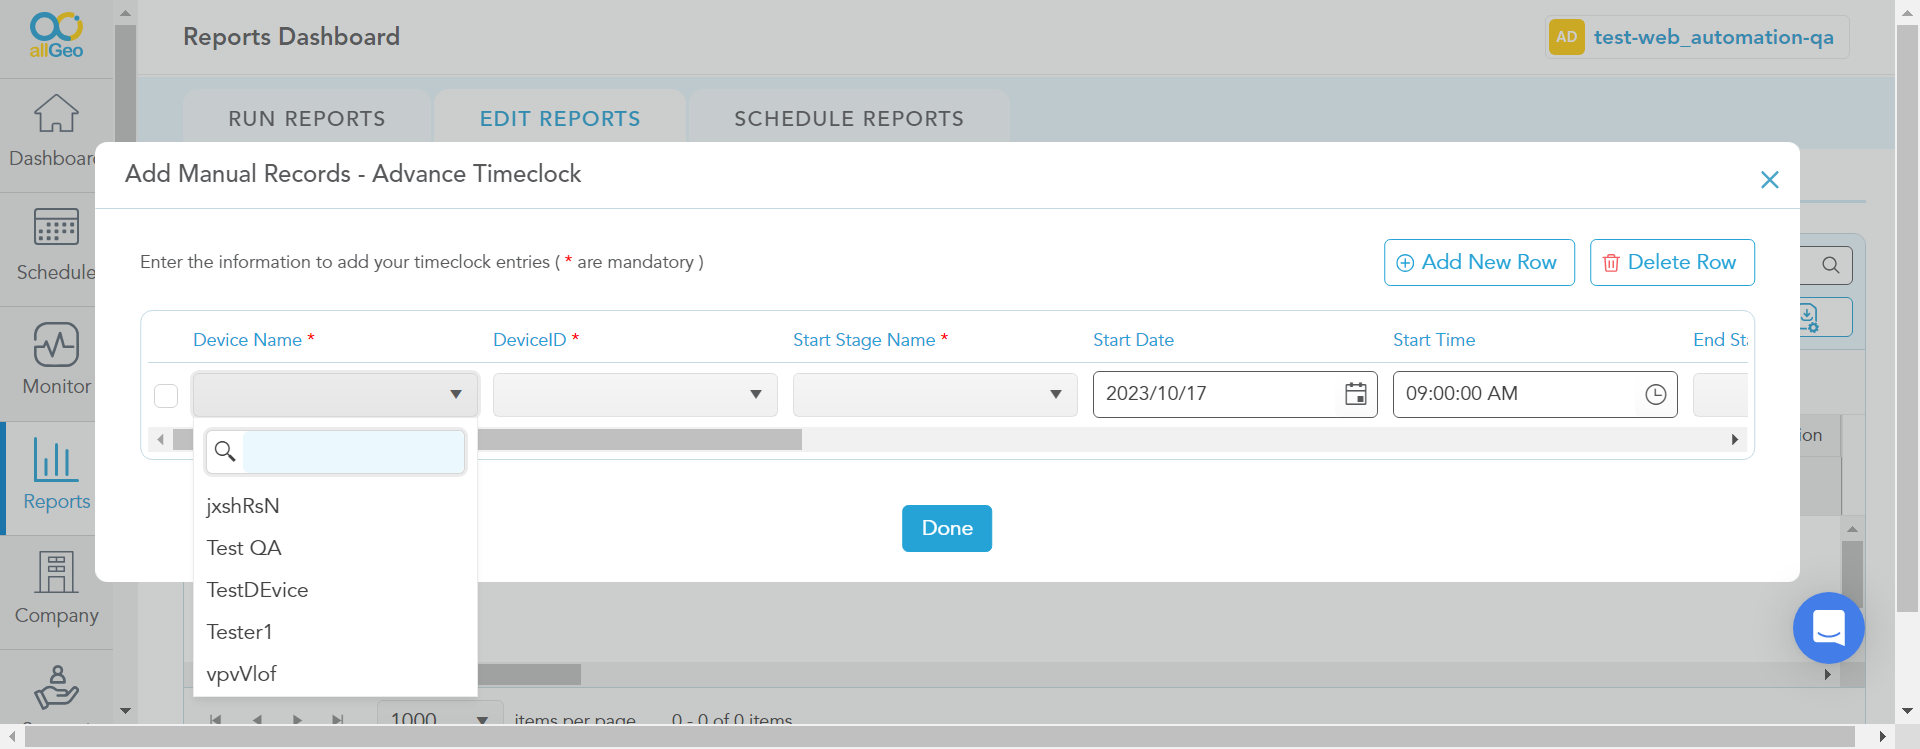 allGeo
Reports Dashboard
AD
test-web_automation-qa
RUN REPORTS
EDIT REPORTS
SCHEDULE REPORTS
Dashboar
Schedule
Monitor
Reports
Company
Add Manual Records - Advance Timeclock
Enter the information to add your timeclock entries ( * are mandatory )
Add New Row
Delete Row
Device Name *
DeviceID *
Start Stage Name *
Start Date
Start Time
End Sta
2023/10/17
09:00:00 AM
ion
jxshRsN
Test QA
TestDEvice
Tester1
vpvVlof
Done
1000
items per page
0 - 0 of 0 items